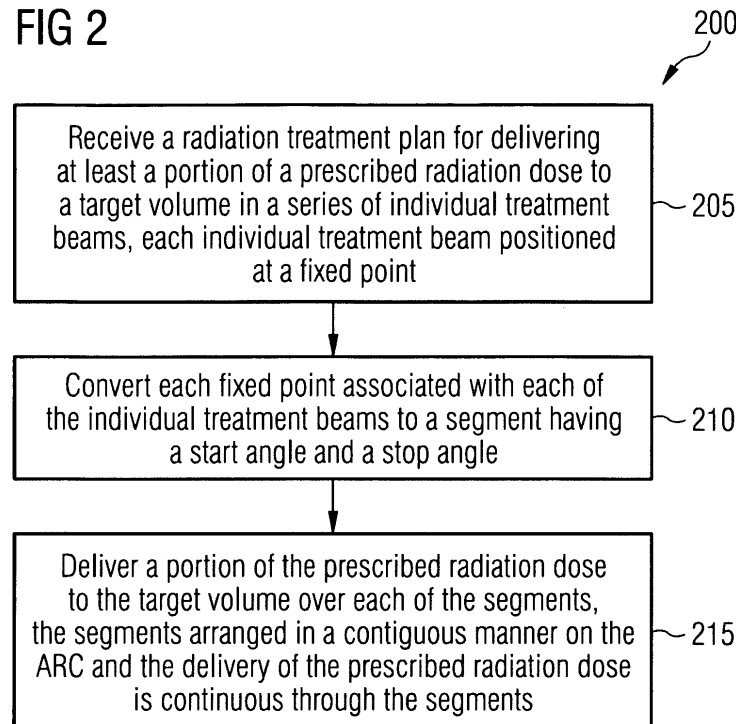 FIG 2
200
Receive a radiation treatment plan for delivering
at least a portion of a prescribed radiation dose to
a target volume in a series of individual treatment
beams, each individual treatment beam positioned
at a fixed point
205
Convert each fixed point associated with each of
the individual treatment beams to a segment having
a start angle and a stop angle
210
Deliver a portion of the prescribed radiation dose
to the target volume over each of the segments,
the segments arranged in a contiguous manner on the
ARC and the delivery of the prescribed radiation dose
is continuous through the segments
215